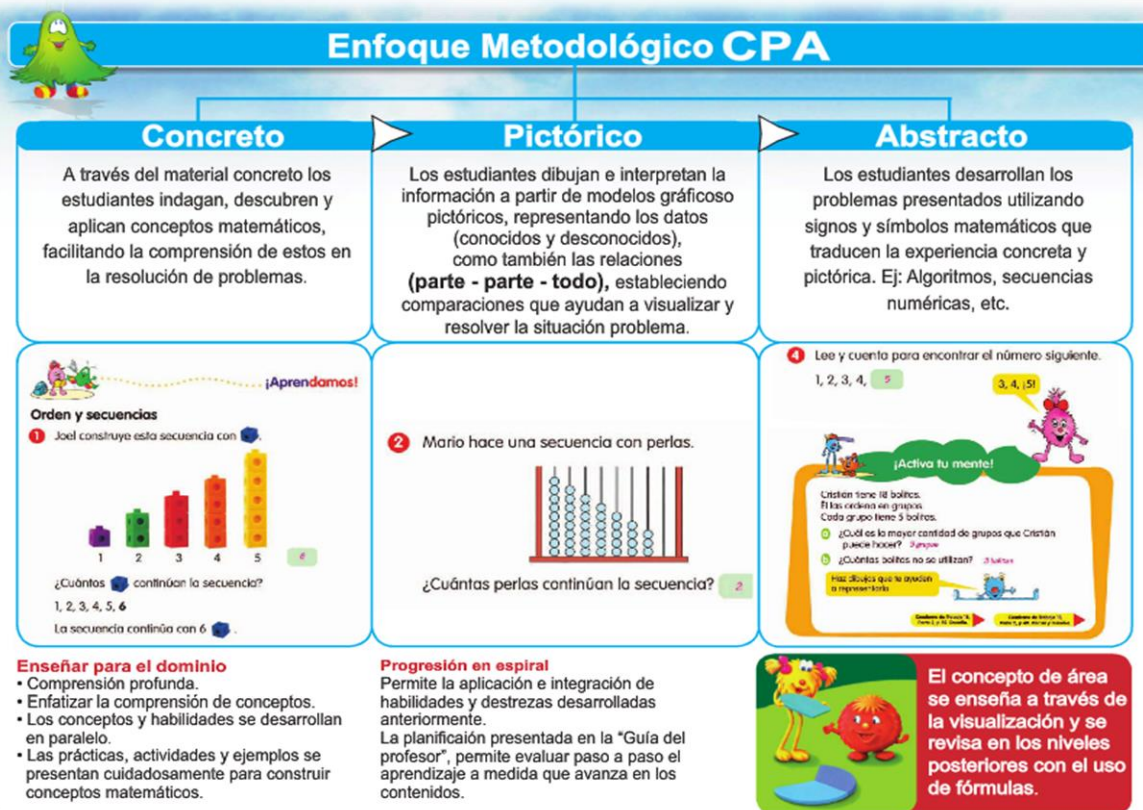 Enfoque Metodológico CPA
Concreto
A través del material concreto los
estudiantes indagan, descubren y
aplican conceptos matemáticos,
facilitando la comprensión de estos en
la resolución de problemas.
Pictórico
Los estudiantes dibujan e interpretan la
información a partir de modelos gráficoso
pictóricos, representando los datos
(conocidos y desconocidos),
como también las relaciones
(parte - parte - todo), estableciendo
comparaciones que ayudan a visualizar y
resolver la situación problema.
Abstracto
Los estudiantes desarrollan los
problemas presentados utilizando
signos y símbolos matemáticos que
traducen la experiencia concreta y
pictórica. Ej: Algoritmos, secuencias
numéricas, etc.
¡Aprendamos!
Orden y secuencias
1 Joel construye esta secuencia con .
1 2 3 4 5 6
¿Cuántos continúan la secuencia?
1, 2, 3, 4, 5, 6
La secuencia continúa con 6 .
2 Mario hace una secuencia con perlas.
¿Cuántas perlas continúan la secuencia? 2
4 Lee y cuenta para encontrar el número siguiente.
1, 2, 3, 4, 5
3, 4, ¡5!
¡Activa tu mente!
Cristián tiene 18 bolitas.
Él las ordena en grupos.
Cada grupo tiene 5 bolitas.
a ¿Cuál es la mayor cantidad de grupos que Cristián
puede hacer? 3 grupos
b ¿Cuántas bolitas no se utilizan? 3 bolitas
Haz dibujos que te ayuden
a representarlo
Enseñar para el dominio
• Comprensión profunda.
• Enfatizar la comprensión de conceptos.
• Los conceptos y habilidades se desarrollan
en paralelo.
• Las prácticas, actividades y ejemplos se
presentan cuidadosamente para construir
conceptos matemáticos.
Progresión en espiral
Permite la aplicación e integración de
habilidades y destrezas desarrolladas
anteriormente.
La planificaión presentada en la “Guía del
profesor”, permite evaluar paso a paso el
aprendizaje a medida que avanza en los
contenidos.
El concepto de área
se enseña a través de
la visualización y se
revisa en los niveles
posteriores con el uso
de fórmulas.